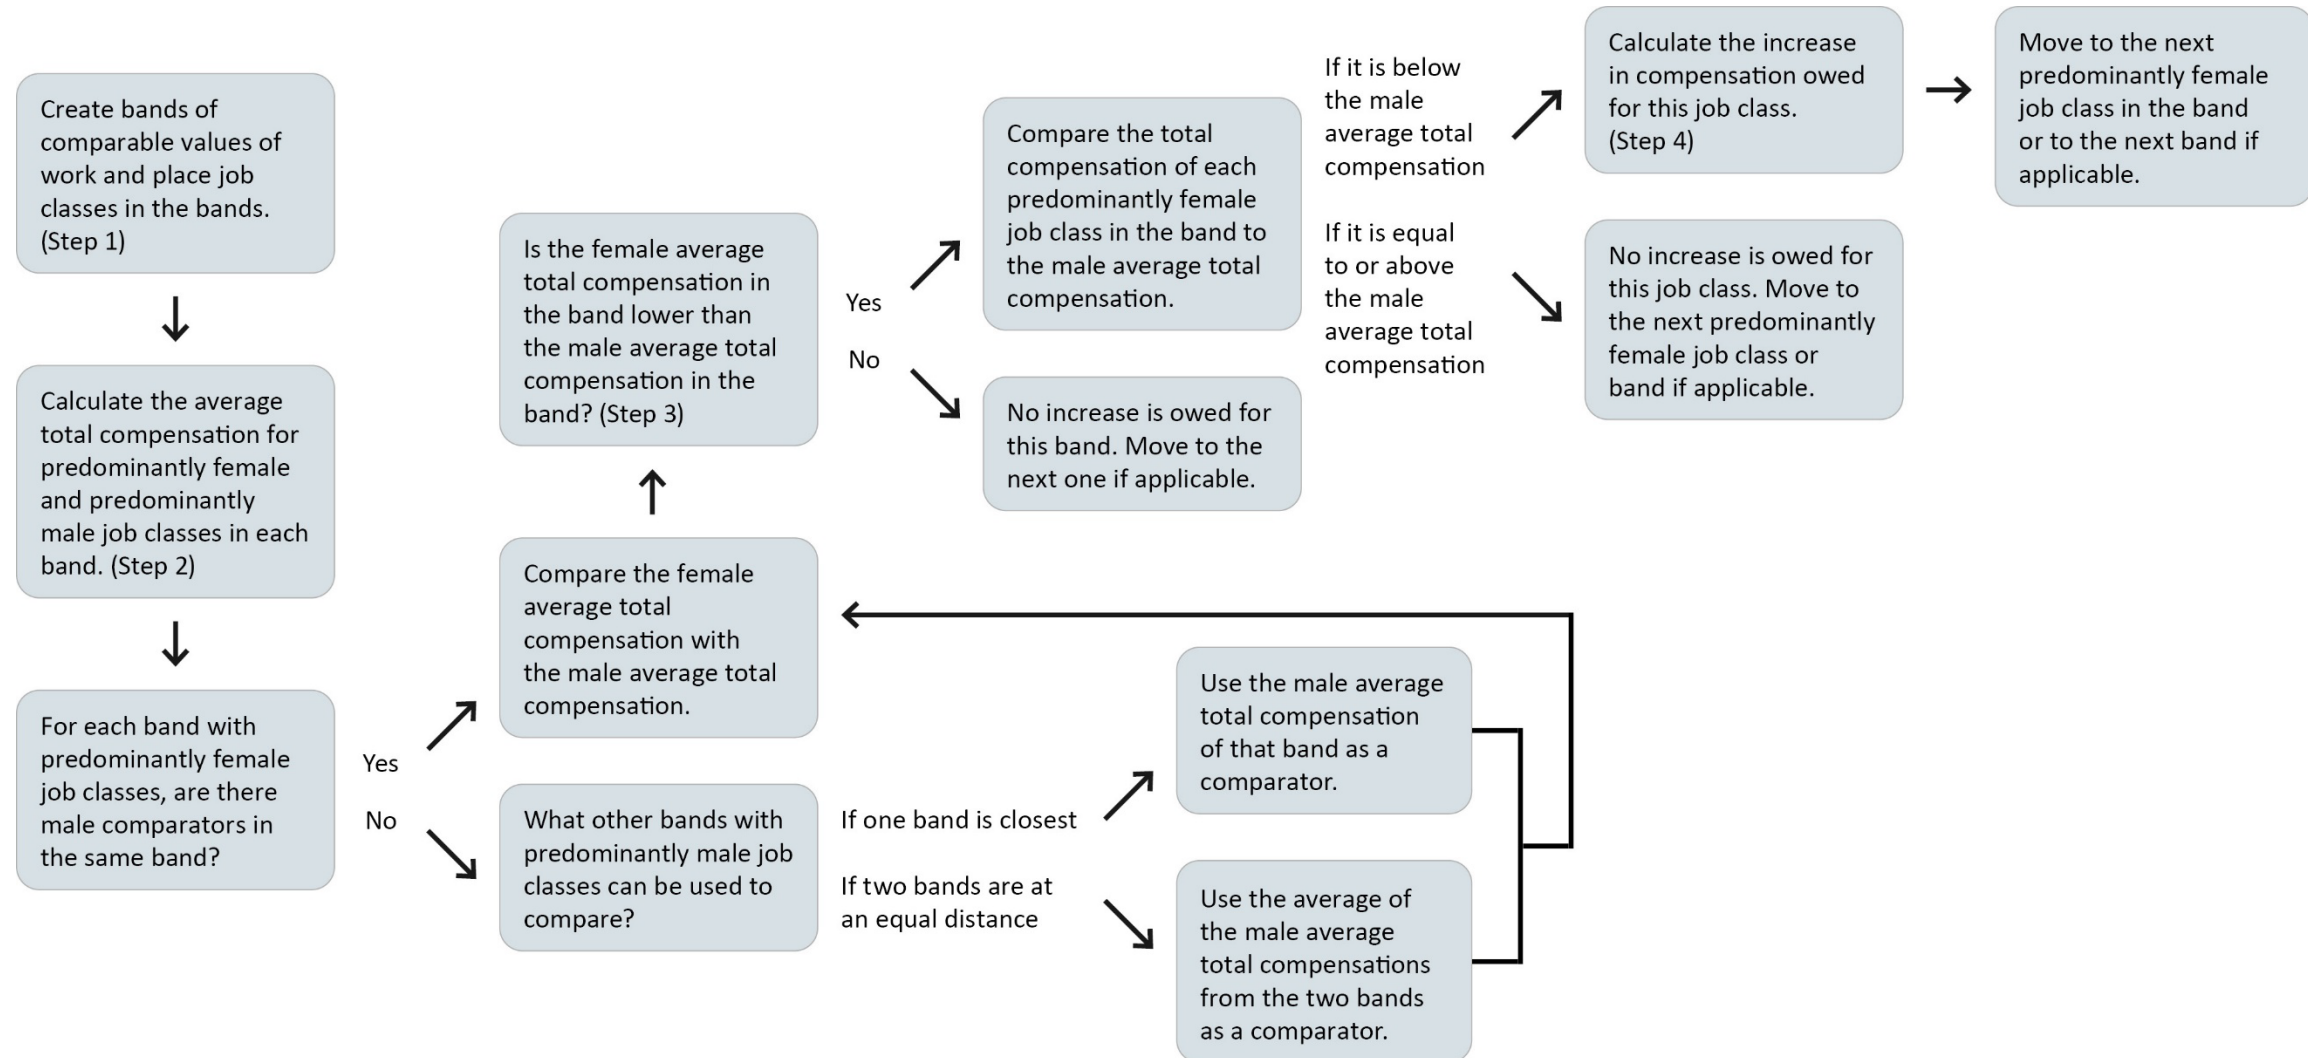 Create bands of
comparable values of
work and place job
classes in the bands.
(Step 1)
Calculate the average
total compensation for
predominantly female
and predominantly
male job classes in each
band. (Step 2)
For each band with
predominantly female
job classes, are there
male comparators in
the same band?
Yes
No
Compare the female
average total
compensation with
the male average total
compensation.
What other bands with
predominantly male job
classes can be used to
compare?
If one band is closest
If two bands are at
an equal distance
Use the male average
total compensation
of that band as a
comparator.
Use the average of
the male average
total compensations
from the two bands
as a comparator.
Is the female average
total compensation in
the band lower than
the male average total
compensation in the
band? (Step 3)
Yes
No
Compare the total
compensation of each
predominantly female
job class in the band to
the male average total
compensation.
No increase is owed for
this band. Move to the
next one if applicable.
If it is below
the male
average total
compensation
If it is equal
to or above
the male
average total
compensation
Calculate the increase
in compensation owed
for this job class.
(Step 4)
Move to the next
predominantly female
job class in the band
or to the next band if
applicable.
No increase is owed for
this job class. Move to
the next predominantly
female job class or
band if applicable.